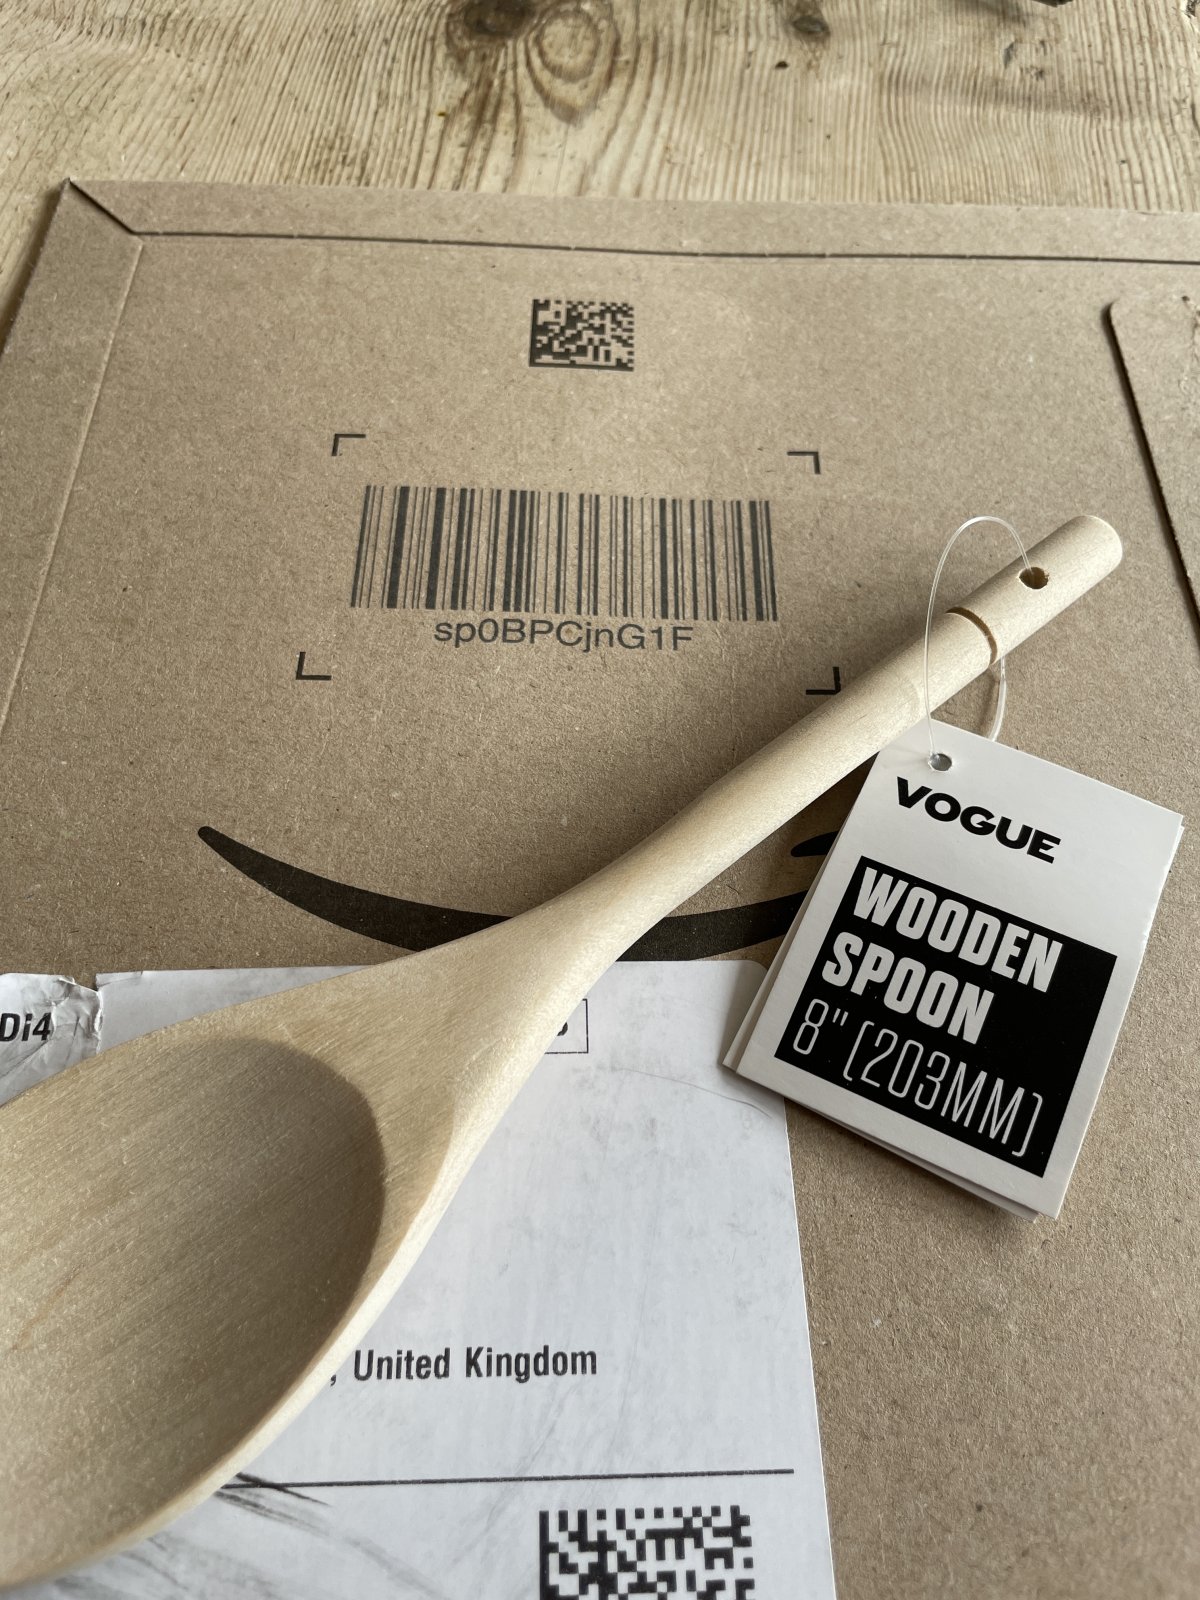 sp0BPCjnG1F
VOGUE
WOODEN
SPOON
8" (203MM)
Di4
, United Kingdom